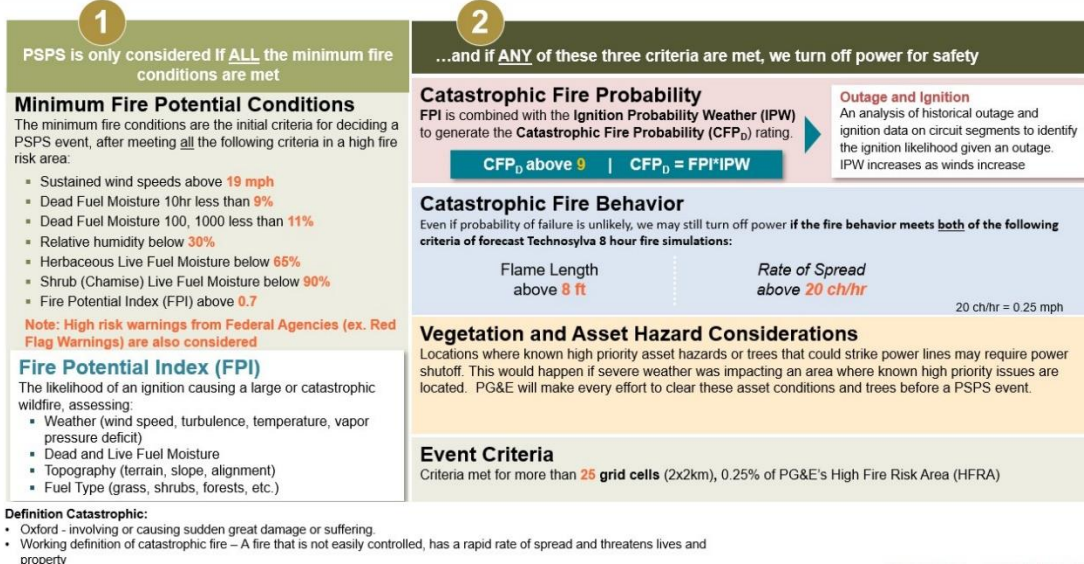 1
PSPS is only considered If ALL the minimum fire
conditions are met
Minimum Fire Potential Conditions
The minimum fire conditions are the initial criteria for deciding a
PSPS event, after meeting all the following criteria in a high fire
risk area:
▪ Sustained wind speeds above 19 mph
▪ Dead Fuel Moisture 10hr less than 9%
▪ Dead Fuel Moisture 100, 1000 less than 11%
▪ Relative humidity below 30%
▪ Herbaceous Live Fuel Moisture below 65%
▪ Shrub (Chamise) Live Fuel Moisture below 90%
▪ Fire Potential Index (FPI) above 0.7
Note: High risk warnings from Federal Agencies (ex. Red
Flag Warnings) are also considered
Fire Potential Index (FPI)
The likelihood of an ignition causing a large or catastrophic
wildfire, assessing:
▪ Weather (wind speed, turbulence, temperature, vapor
pressure deficit)
▪ Dead and Live Fuel Moisture
▪ Topography (terrain, slope, alignment)
▪ Fuel Type (grass, shrubs, forests, etc.)
2
…and if ANY of these three criteria are met, we turn off power for safety
Catastrophic Fire Probability
FPI is combined with the Ignition Probability Weather (IPW)
to generate the Catastrophic Fire Probability (CFPD) rating.
CFPD above 9 | CFPD = FPI*IPW
Outage and Ignition
An analysis of historical outage and
ignition data on circuit segments to identify
the ignition likelihood given an outage.
IPW increases as winds increase
Catastrophic Fire Behavior
Even if probability of failure is unlikely, we may still turn off power if the fire behavior meets both of the following
criteria of forecast Technosylva 8 hour fire simulations:
Flame Length
above 8 ft
Rate of Spread
above 20 ch/hr
20 ch/hr = 0.25 mph
Vegetation and Asset Hazard Considerations
Locations where known high priority asset hazards or trees that could strike power lines may require power
shutoff. This would happen if severe weather was impacting an area where known high priority issues are
located. PG&E will make every effort to clear these asset conditions and trees before a PSPS event.
Event Criteria
Criteria met for more than 25 grid cells (2x2km), 0.25% of PG&E's High Fire Risk Area (HFRA)
Definition Catastrophic:
• Oxford - involving or causing sudden great damage or suffering.
• Working definition of catastrophic fire – A fire that is not easily controlled, has a rapid rate of spread and threatens lives and
property